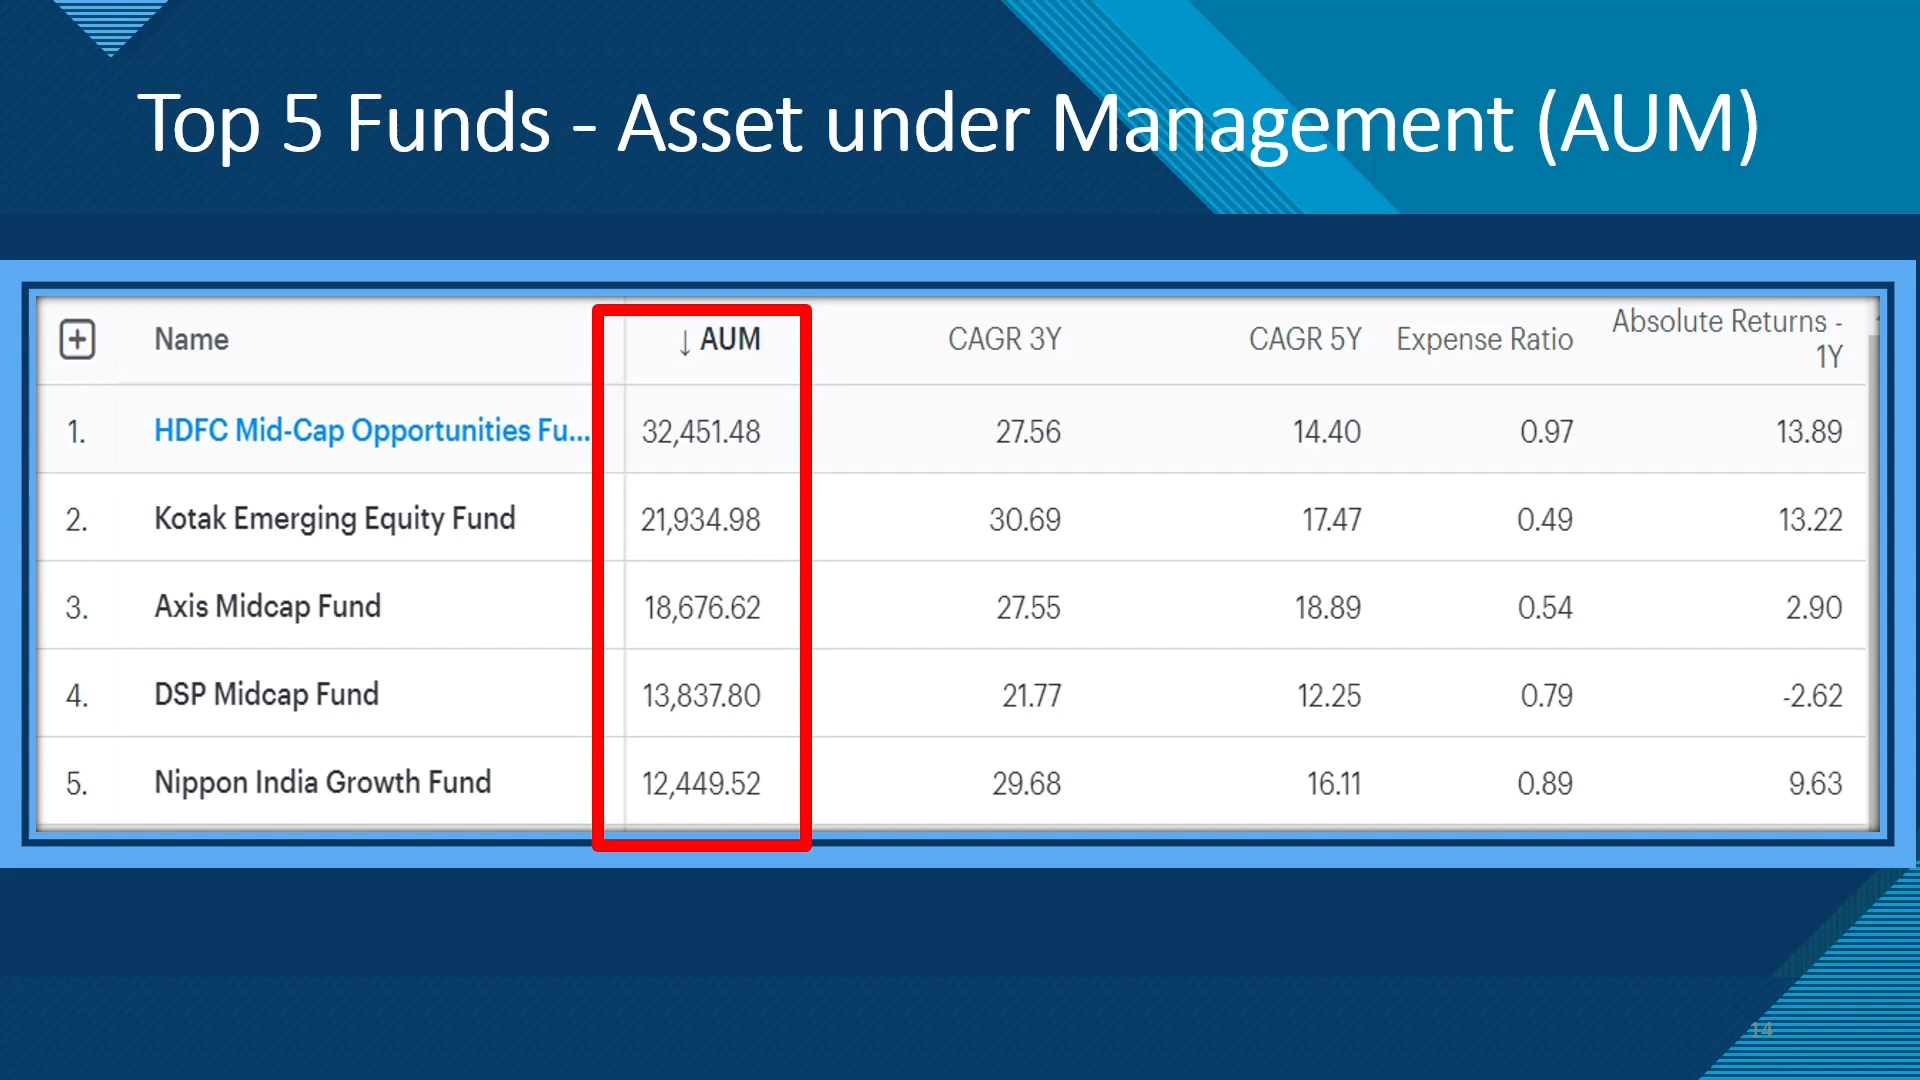 Top 5 Funds - Asset under Management (AUM)
Name ↓ AUM CAGR 3Y CAGR 5Y Expense Ratio Absolute Returns - 1Y
1. HDFC Mid-Cap Opportunities Fu... 32,451.48 27.56 14.40 0.97 13.89
2. Kotak Emerging Equity Fund 21,934.98 30.69 17.47 0.49 13.22
3. Axis Midcap Fund 18,676.62 27.55 18.89 0.54 2.90
4. DSP Midcap Fund 13,837.80 21.77 12.25 0.79 -2.62
5. Nippon India Growth Fund 12,449.52 29.68 16.11 0.89 9.63
14